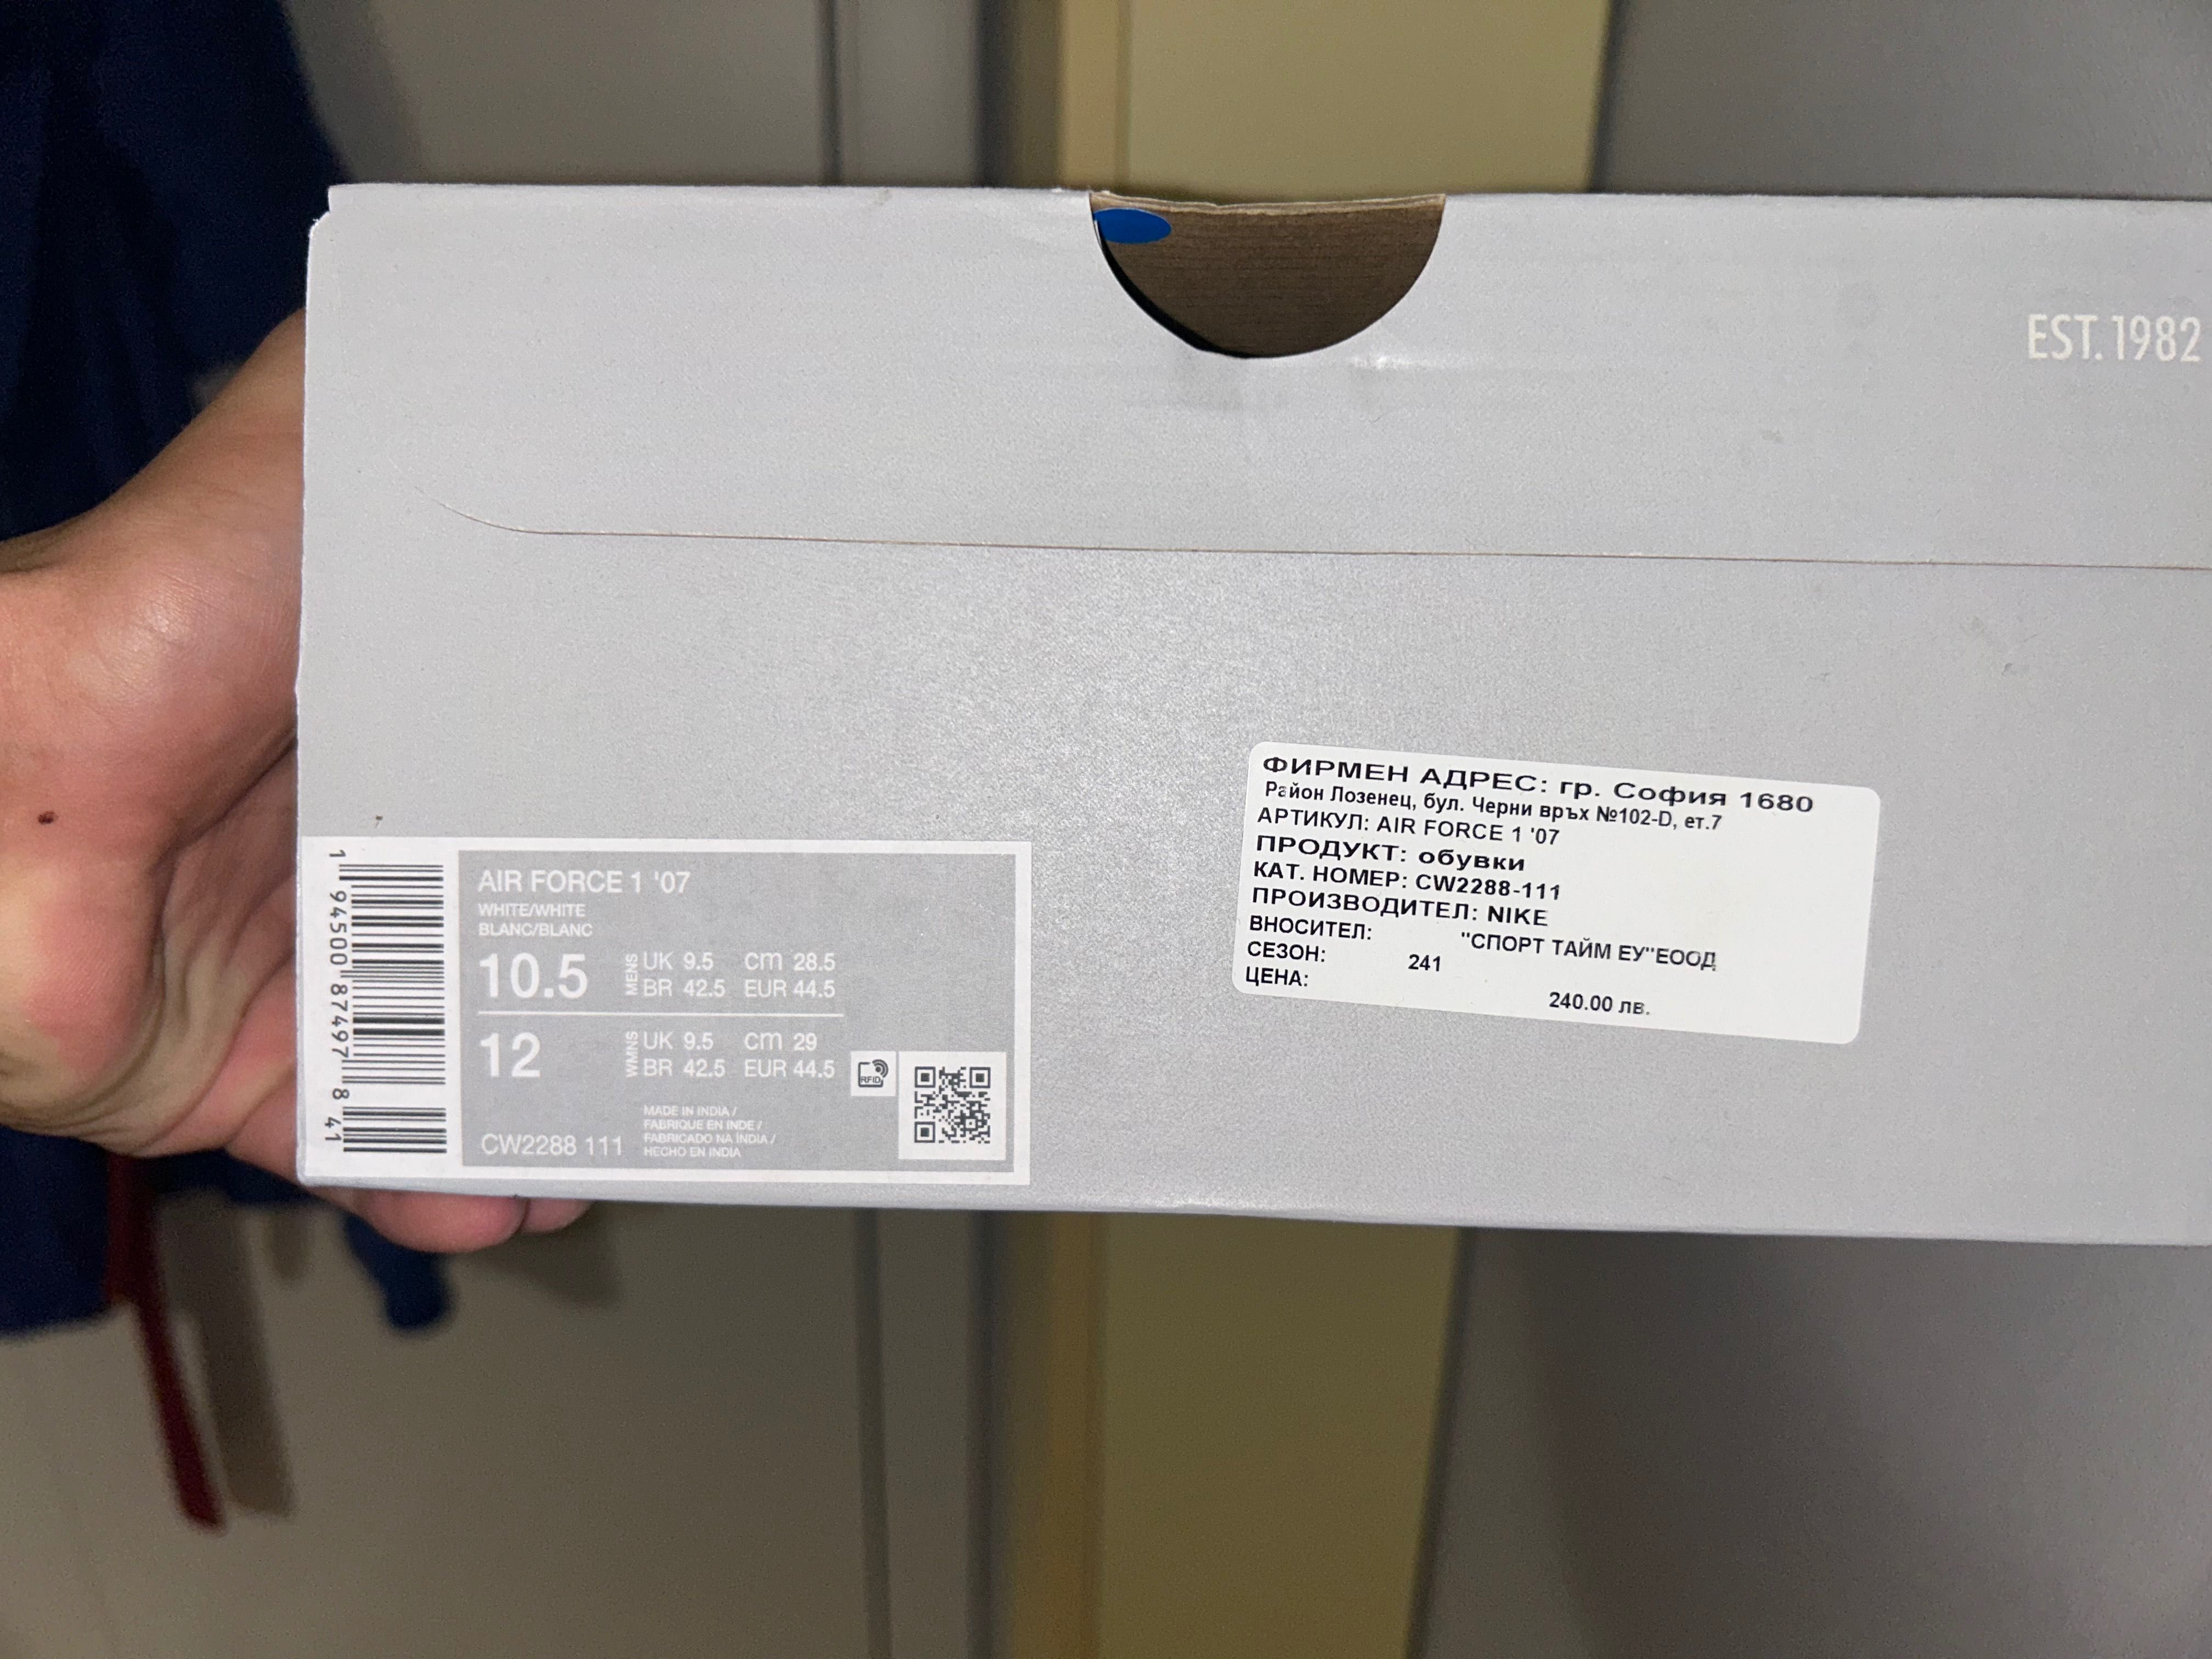 EST. 1982
1 94500 87497 8 41
AIR FORCE 1 '07
WHITE/WHITE
BLANC/BLANC
10.5 MENS UK 9.5 cm 28.5
BR 42.5 EUR 44.5
12 WMNS UK 9.5 cm 29
BR 42.5 EUR 44.5
RFID
MADE IN INDIA /
FABRIQUE EN INDE /
FABRICADO NA ÍNDIA /
HECHO EN INDIA
CW2288 111
ФИРМЕН АДРЕС: гр. София 1680
Район Лозенец, бул. Черни връх №102-D, ет.7
АРТИКУЛ: AIR FORCE 1 '07
ПРОДУКТ: обувки
КАТ. НОМЕР: CW2288-111
ПРОИЗВОДИТЕЛ: NIKE
ВНОСИТЕЛ: "СПОРТ ТАЙМ ЕУ"ЕООД
СЕЗОН: 241
ЦЕНА: 240.00 лв.